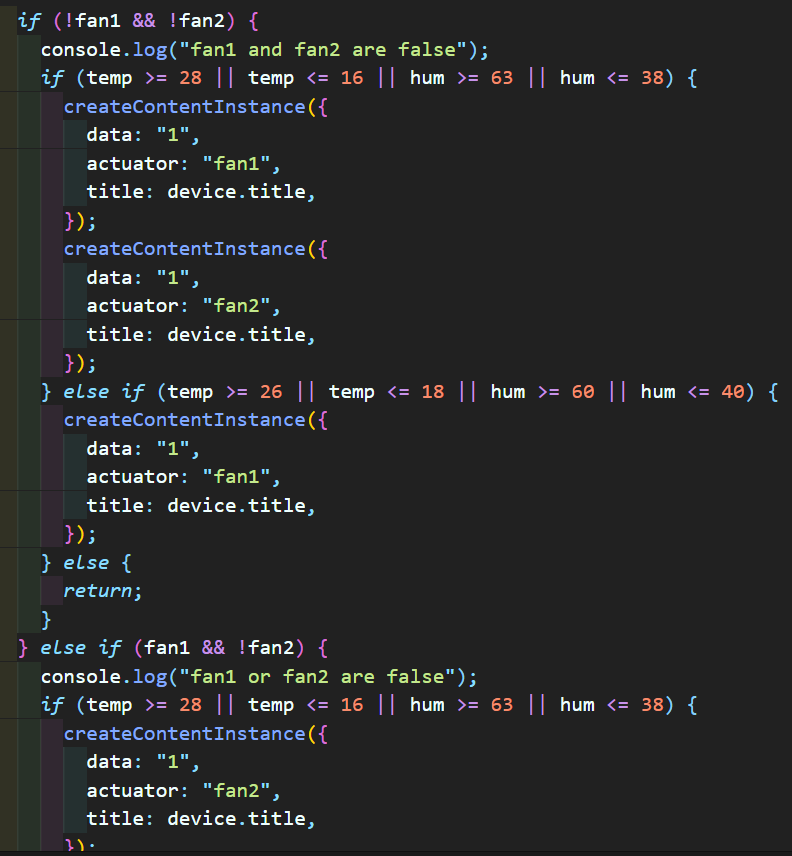 if (!fan1 && !fan2) {
console.log("fan1 and fan2 are false");
if (temp >= 28 || temp <= 16 || hum >= 63 || hum <= 38) {
createContentInstance({
data: "1",
actuator: "fan1",
title: device.title,
});
createContentInstance({
data: "1",
actuator: "fan2",
title: device.title,
});
} else if (temp >= 26 || temp <= 18 || hum >= 60 || hum <= 40) {
createContentInstance({
data: "1",
actuator: "fan1",
title: device.title,
});
} else {
return;
}
} else if (fan1 && !fan2) {
console.log("fan1 or fan2 are false");
if (temp >= 28 || temp <= 16 || hum >= 63 || hum <= 38) {
createContentInstance({
data: "1",
actuator: "fan2",
title: device.title,
});